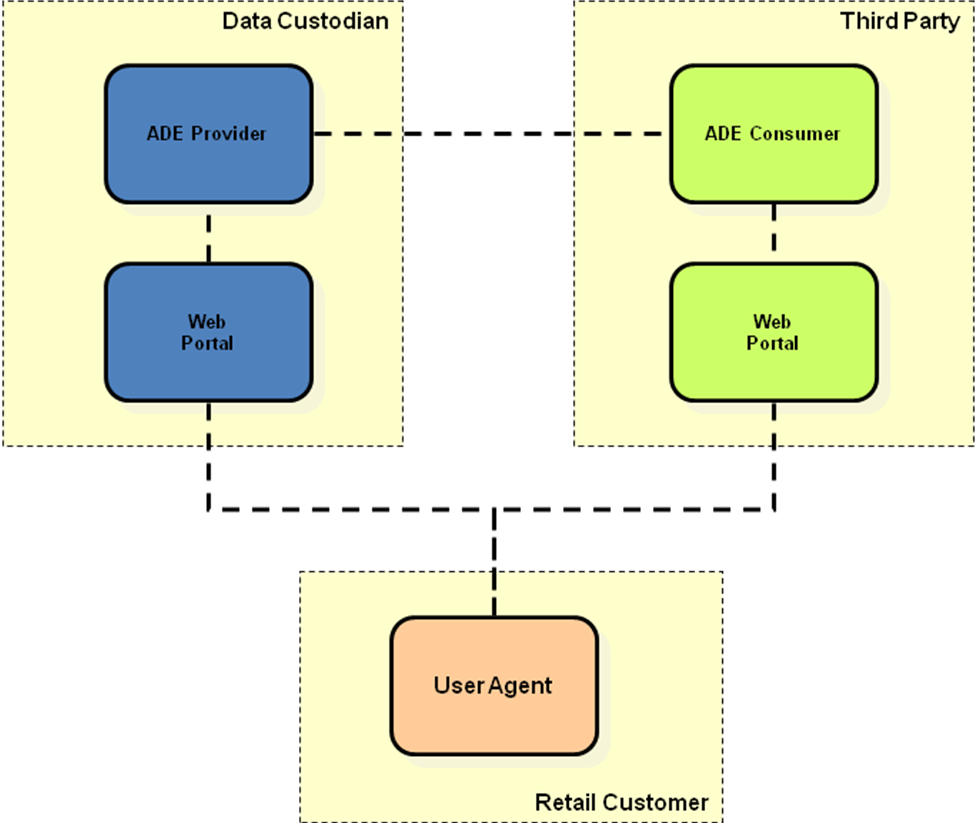 Data Custodian
Third Party
ADE Provider
ADE Consumer
Web
Portal
Web
Portal
User Agent
Retail Customer